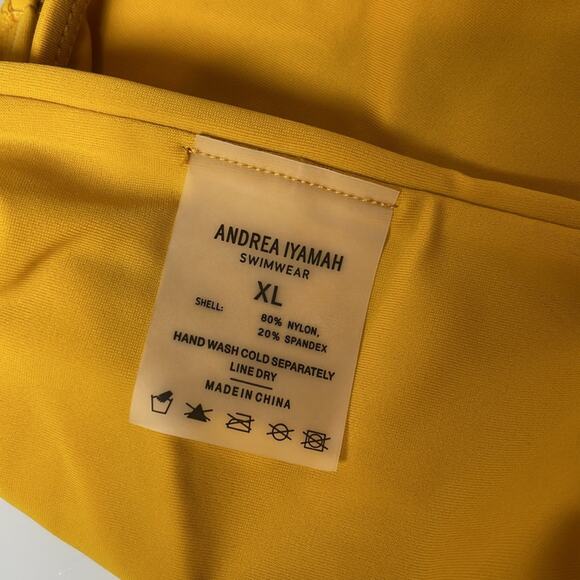 ANDREA IYAMAH
SWIMWEAR
XL
SHELL: 80% NYLON,
20% SPANDEX
HAND WASH COLD SEPARATELY
LINE DRY
MADE IN CHINA